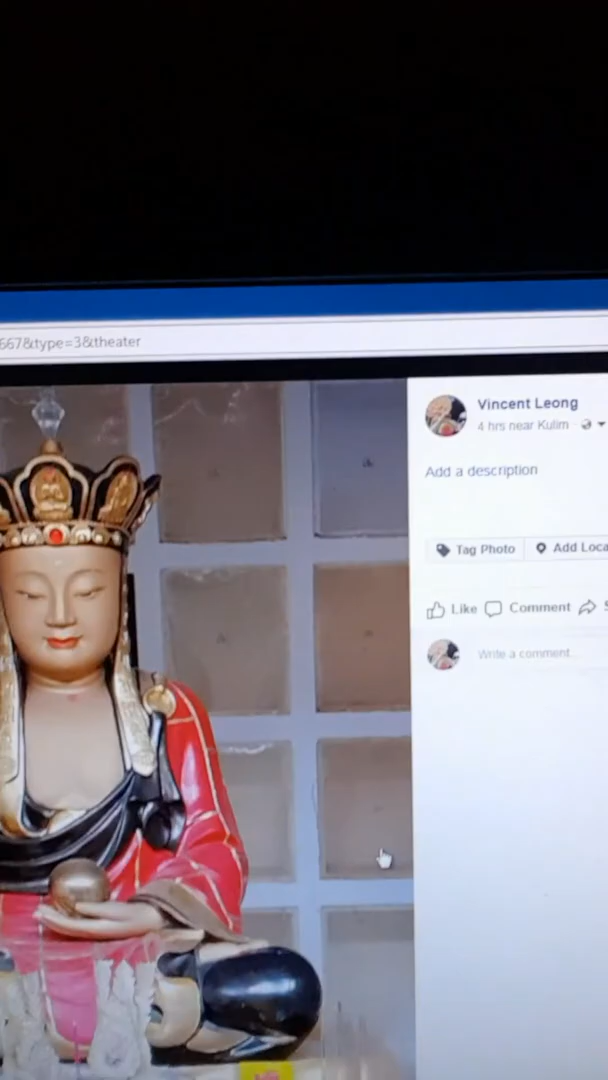 667&type=3&theater
Vincent Leong
4 hrs near Kulim
Add a description
Tag Photo
Add Loca
Like Comment S
Write a comment...